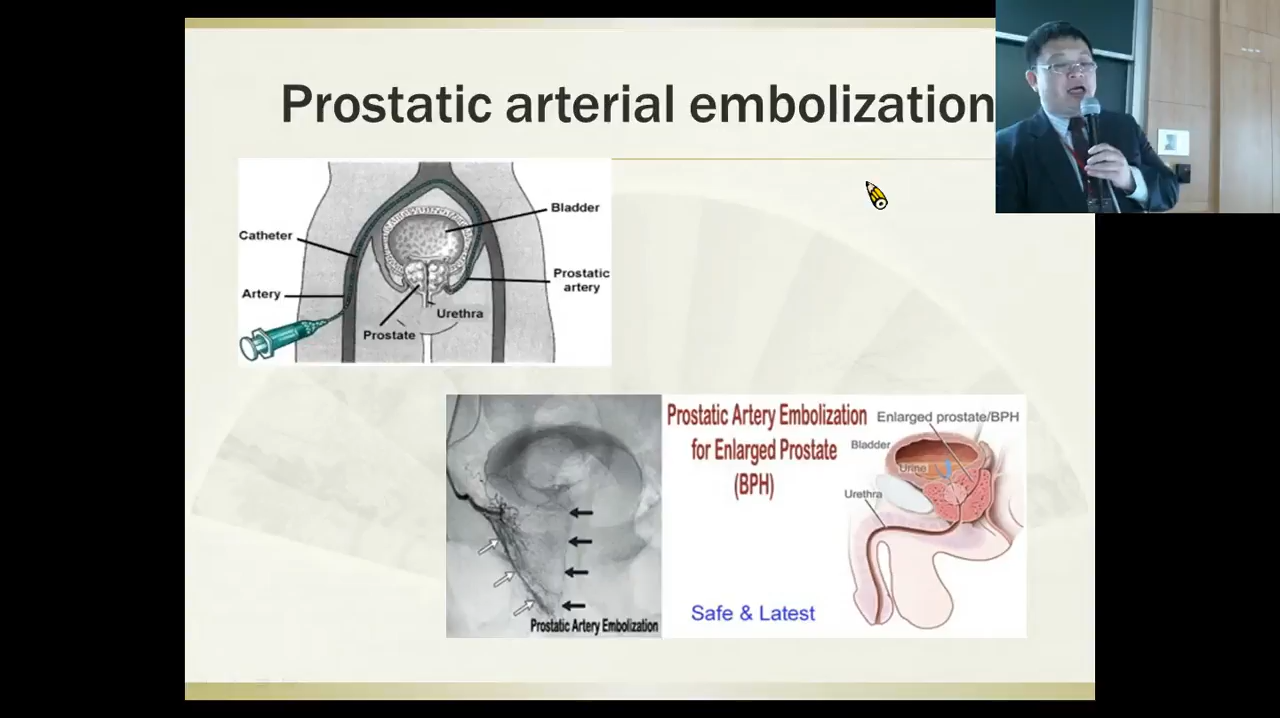 Prostatic arterial embolization
Bladder
Catheter
Prostatic
artery
Artery
Urethra
Prostate
Prostatic Artery Embolization
for Enlarged Prostate
(BPH)
Enlarged prostate/BPH
Bladder
Urine
Urethra
Safe & Latest
Prostatic Artery Embolization